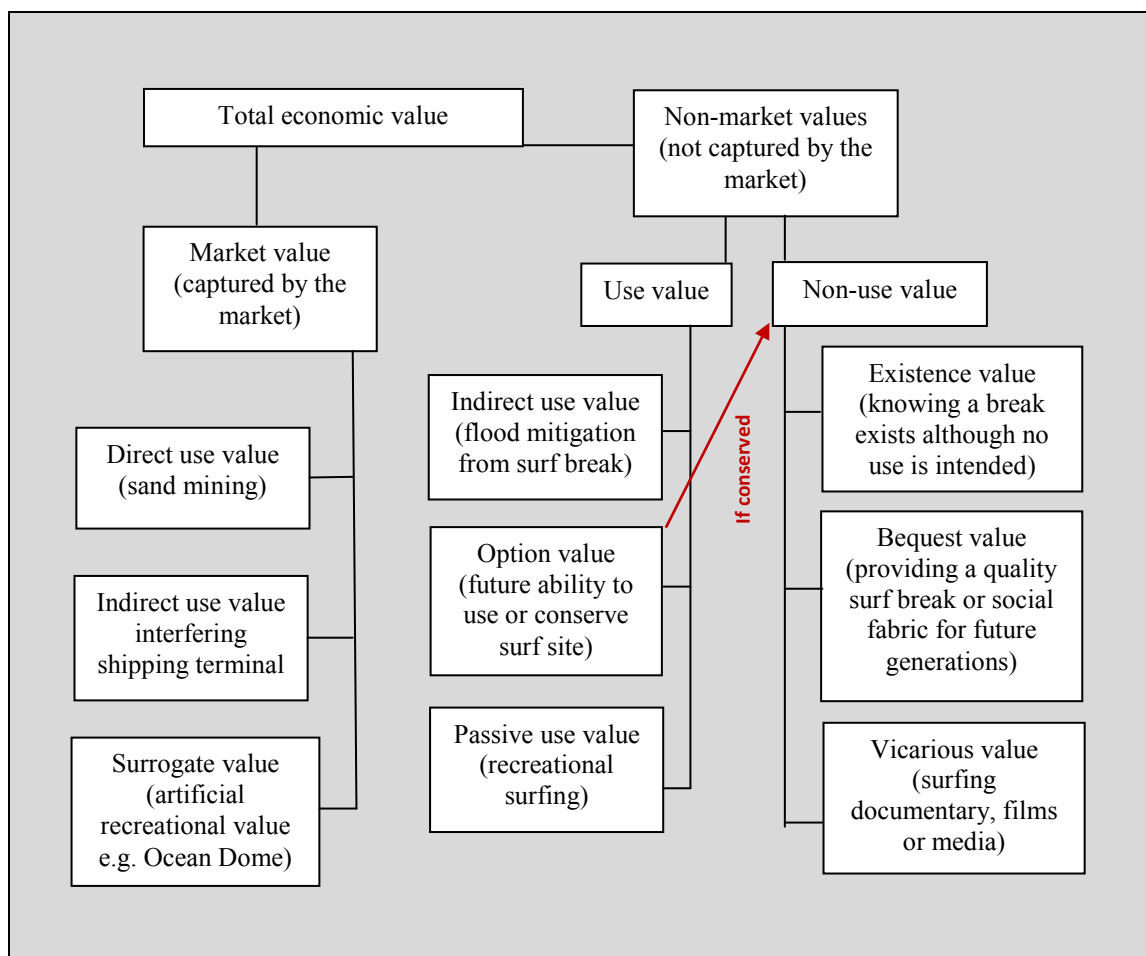 Total economic value
Non-market values
(not captured by the
market)
Market value
(captured by the
market)
Use value
Non-use value
Direct use value
(sand mining)
Indirect use value
interfering
shipping terminal
Surrogate value
(artificial
recreational value
e.g. Ocean Dome)
Indirect use value
(flood mitigation
from surf break)
Option value
(future ability to
use or conserve
surf site)
Passive use value
(recreational
surfing)
If conserved
Existence value
(knowing a break
exists although no
use is intended)
Bequest value
(providing a quality
surf break or social
fabric for future
generations)
Vicarious value
(surfing
documentary, films
or media)